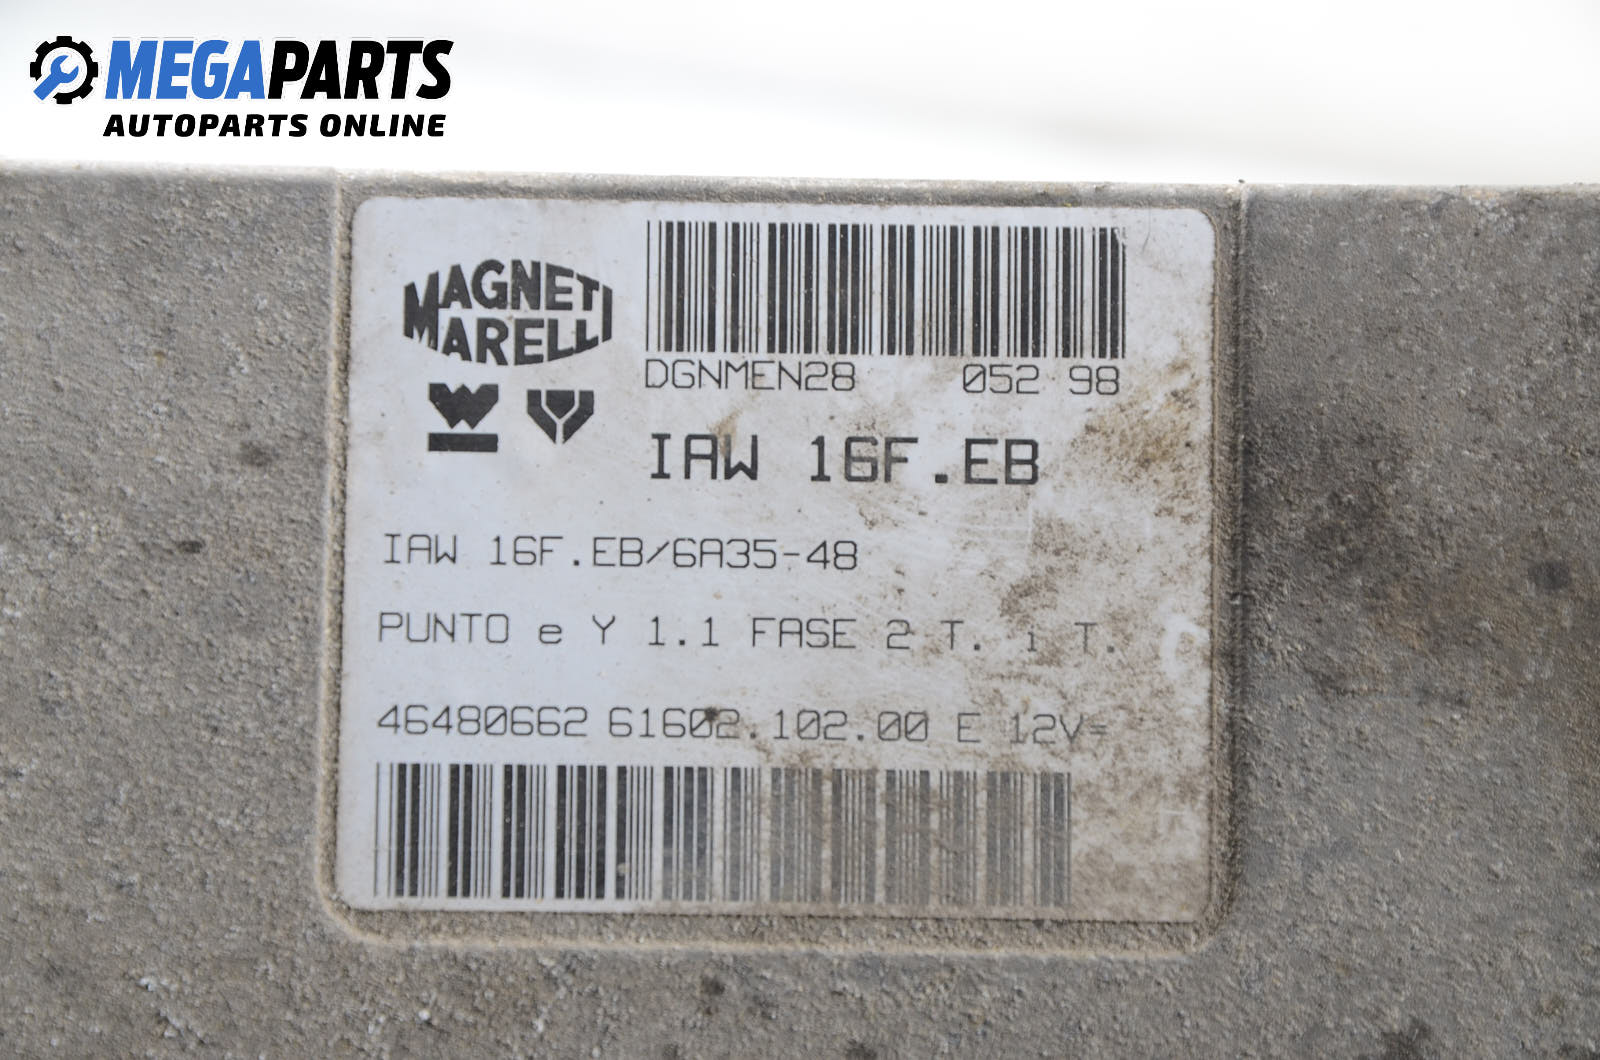 MEGAPARTS
AUTOPARTS ONLINE
MAGNETI
MARELLI
DGNMEN28 052 98
IAW 16F.EB
IAW 16F.EB/6A35-48
PUNTO e Y 1.1 FASE 2 T. i T.
46480662 61602.102.00 E 12V=